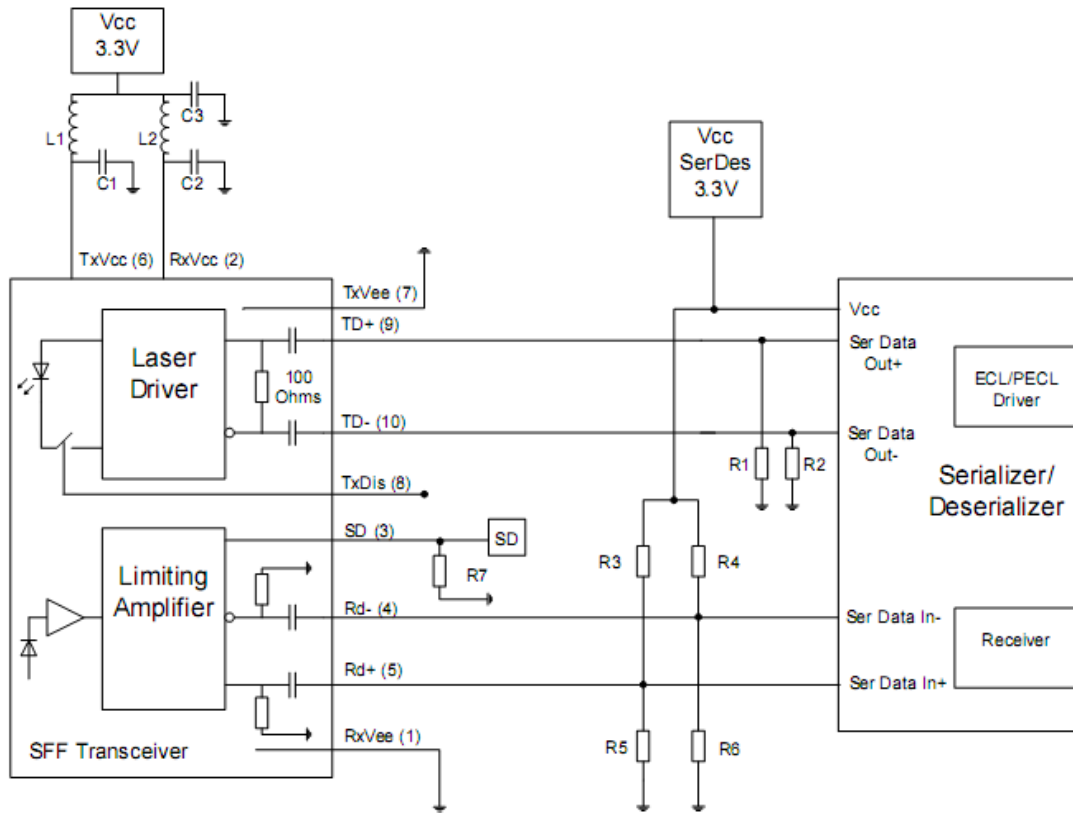 Vcc
3.3V
C3
L1
L2
C1
C2
Vcc
SerDes
3.3V
TxVcc (6)
RxVcc (2)
TxVee (7)
TD+ (9)
Laser
Driver
100
Ohms
TD- (10)
TxDis (8)
SD (3)
SD
R7
Limiting
Amplifier
Rd- (4)
Rd+ (5)
RxVee (1)
SFF Transceiver
R1
R2
R3
R4
R5
R6
Vcc
Ser Data
Out+
ECL/PECL
Driver
Ser Data
Out-
Serializer/
Deserializer
Ser Data In-
Receiver
Ser Data In+